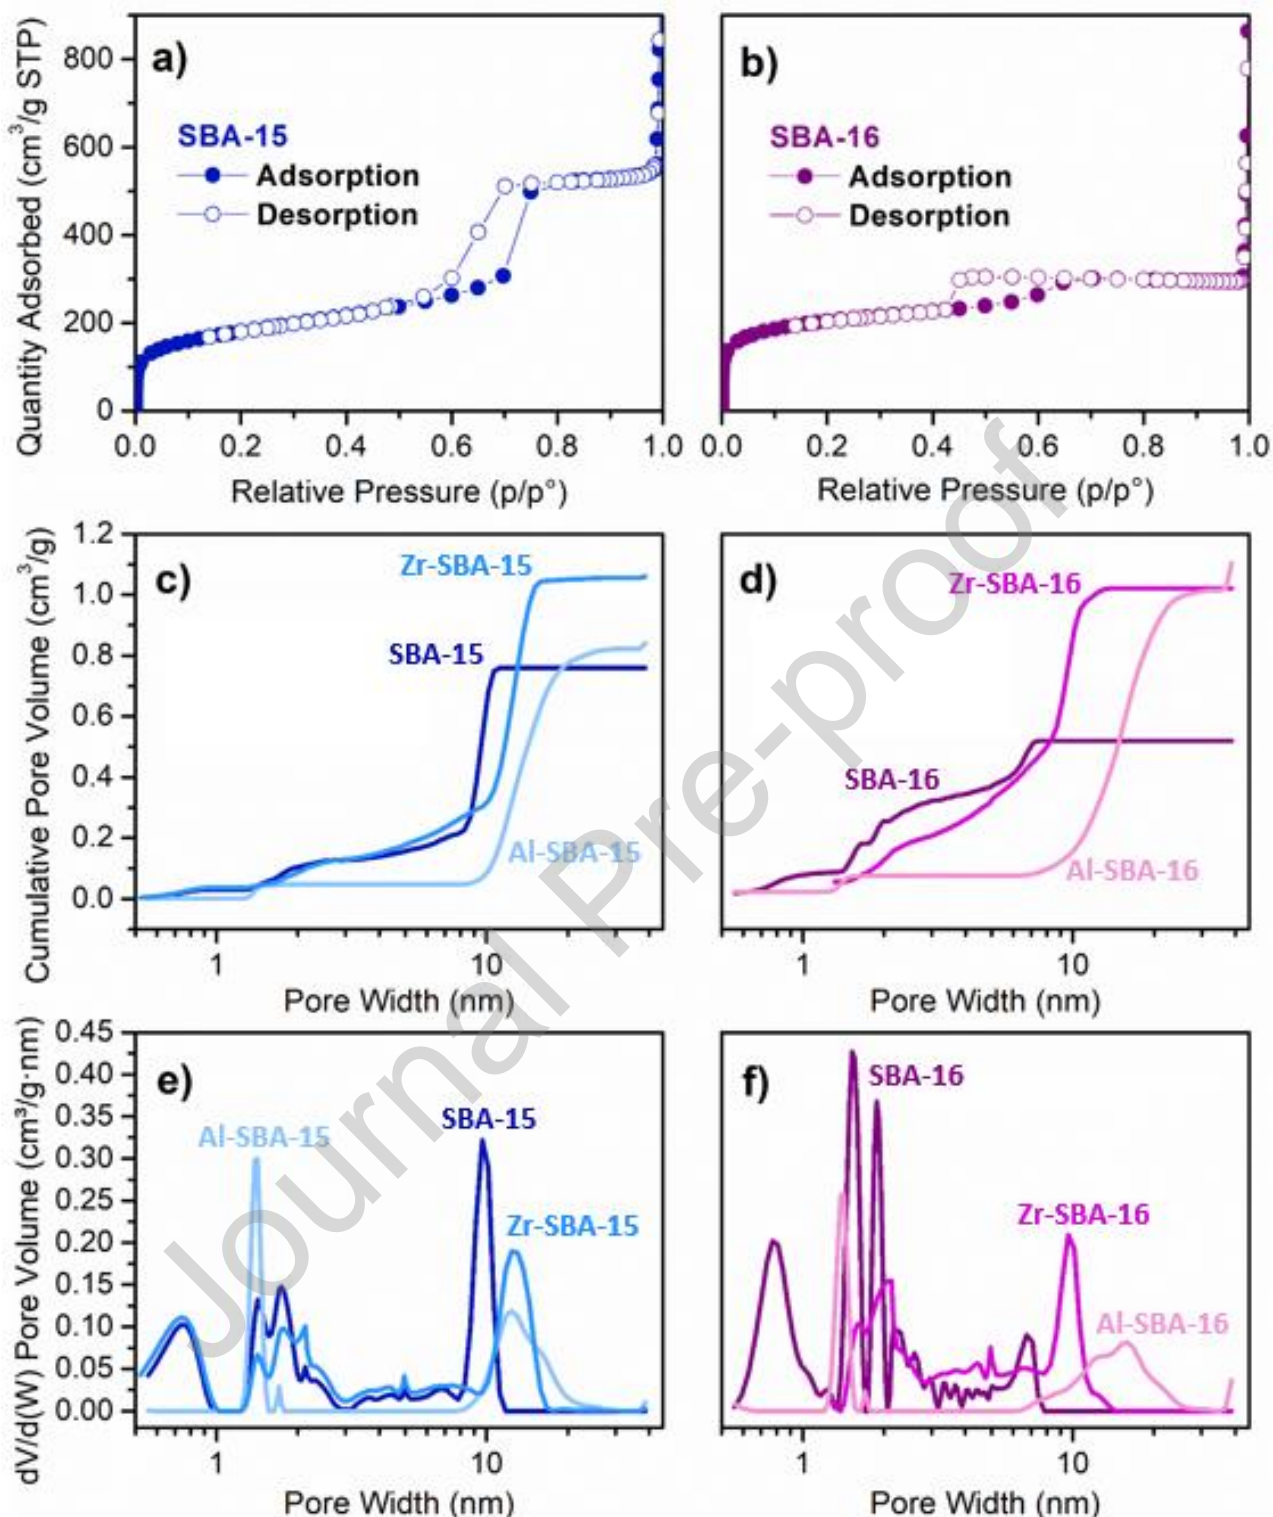 a)
SBA-15
Adsorption
Desorption
Quantity Adsorbed (cm³/g STP)
800
600
400
200
0
0.0 0.2 0.4 0.6 0.8 1.0
Relative Pressure (p/p°)
b)
SBA-16
Adsorption
Desorption
0.0 0.2 0.4 0.6 0.8 1.0
Relative Pressure (p/p°)
c)
Zr-SBA-15
SBA-15
Al-SBA-15
Cumulative Pore Volume (cm³/g)
1.2
1.0
0.8
0.6
0.4
0.2
0.0
1 10
Pore Width (nm)
d)
Zr-SBA-16
SBA-16
Al-SBA-16
1 10
Pore Width (nm)
e)
SBA-15
Al-SBA-15
Zr-SBA-15
dV/d(W) Pore Volume (cm³/g·nm)
0.45
0.40
0.35
0.30
0.25
0.20
0.15
0.10
0.05
0.00
1 10
Pore Width (nm)
f)
SBA-16
Zr-SBA-16
Al-SBA-16
1 10
Pore Width (nm)
Journal Pre-proof